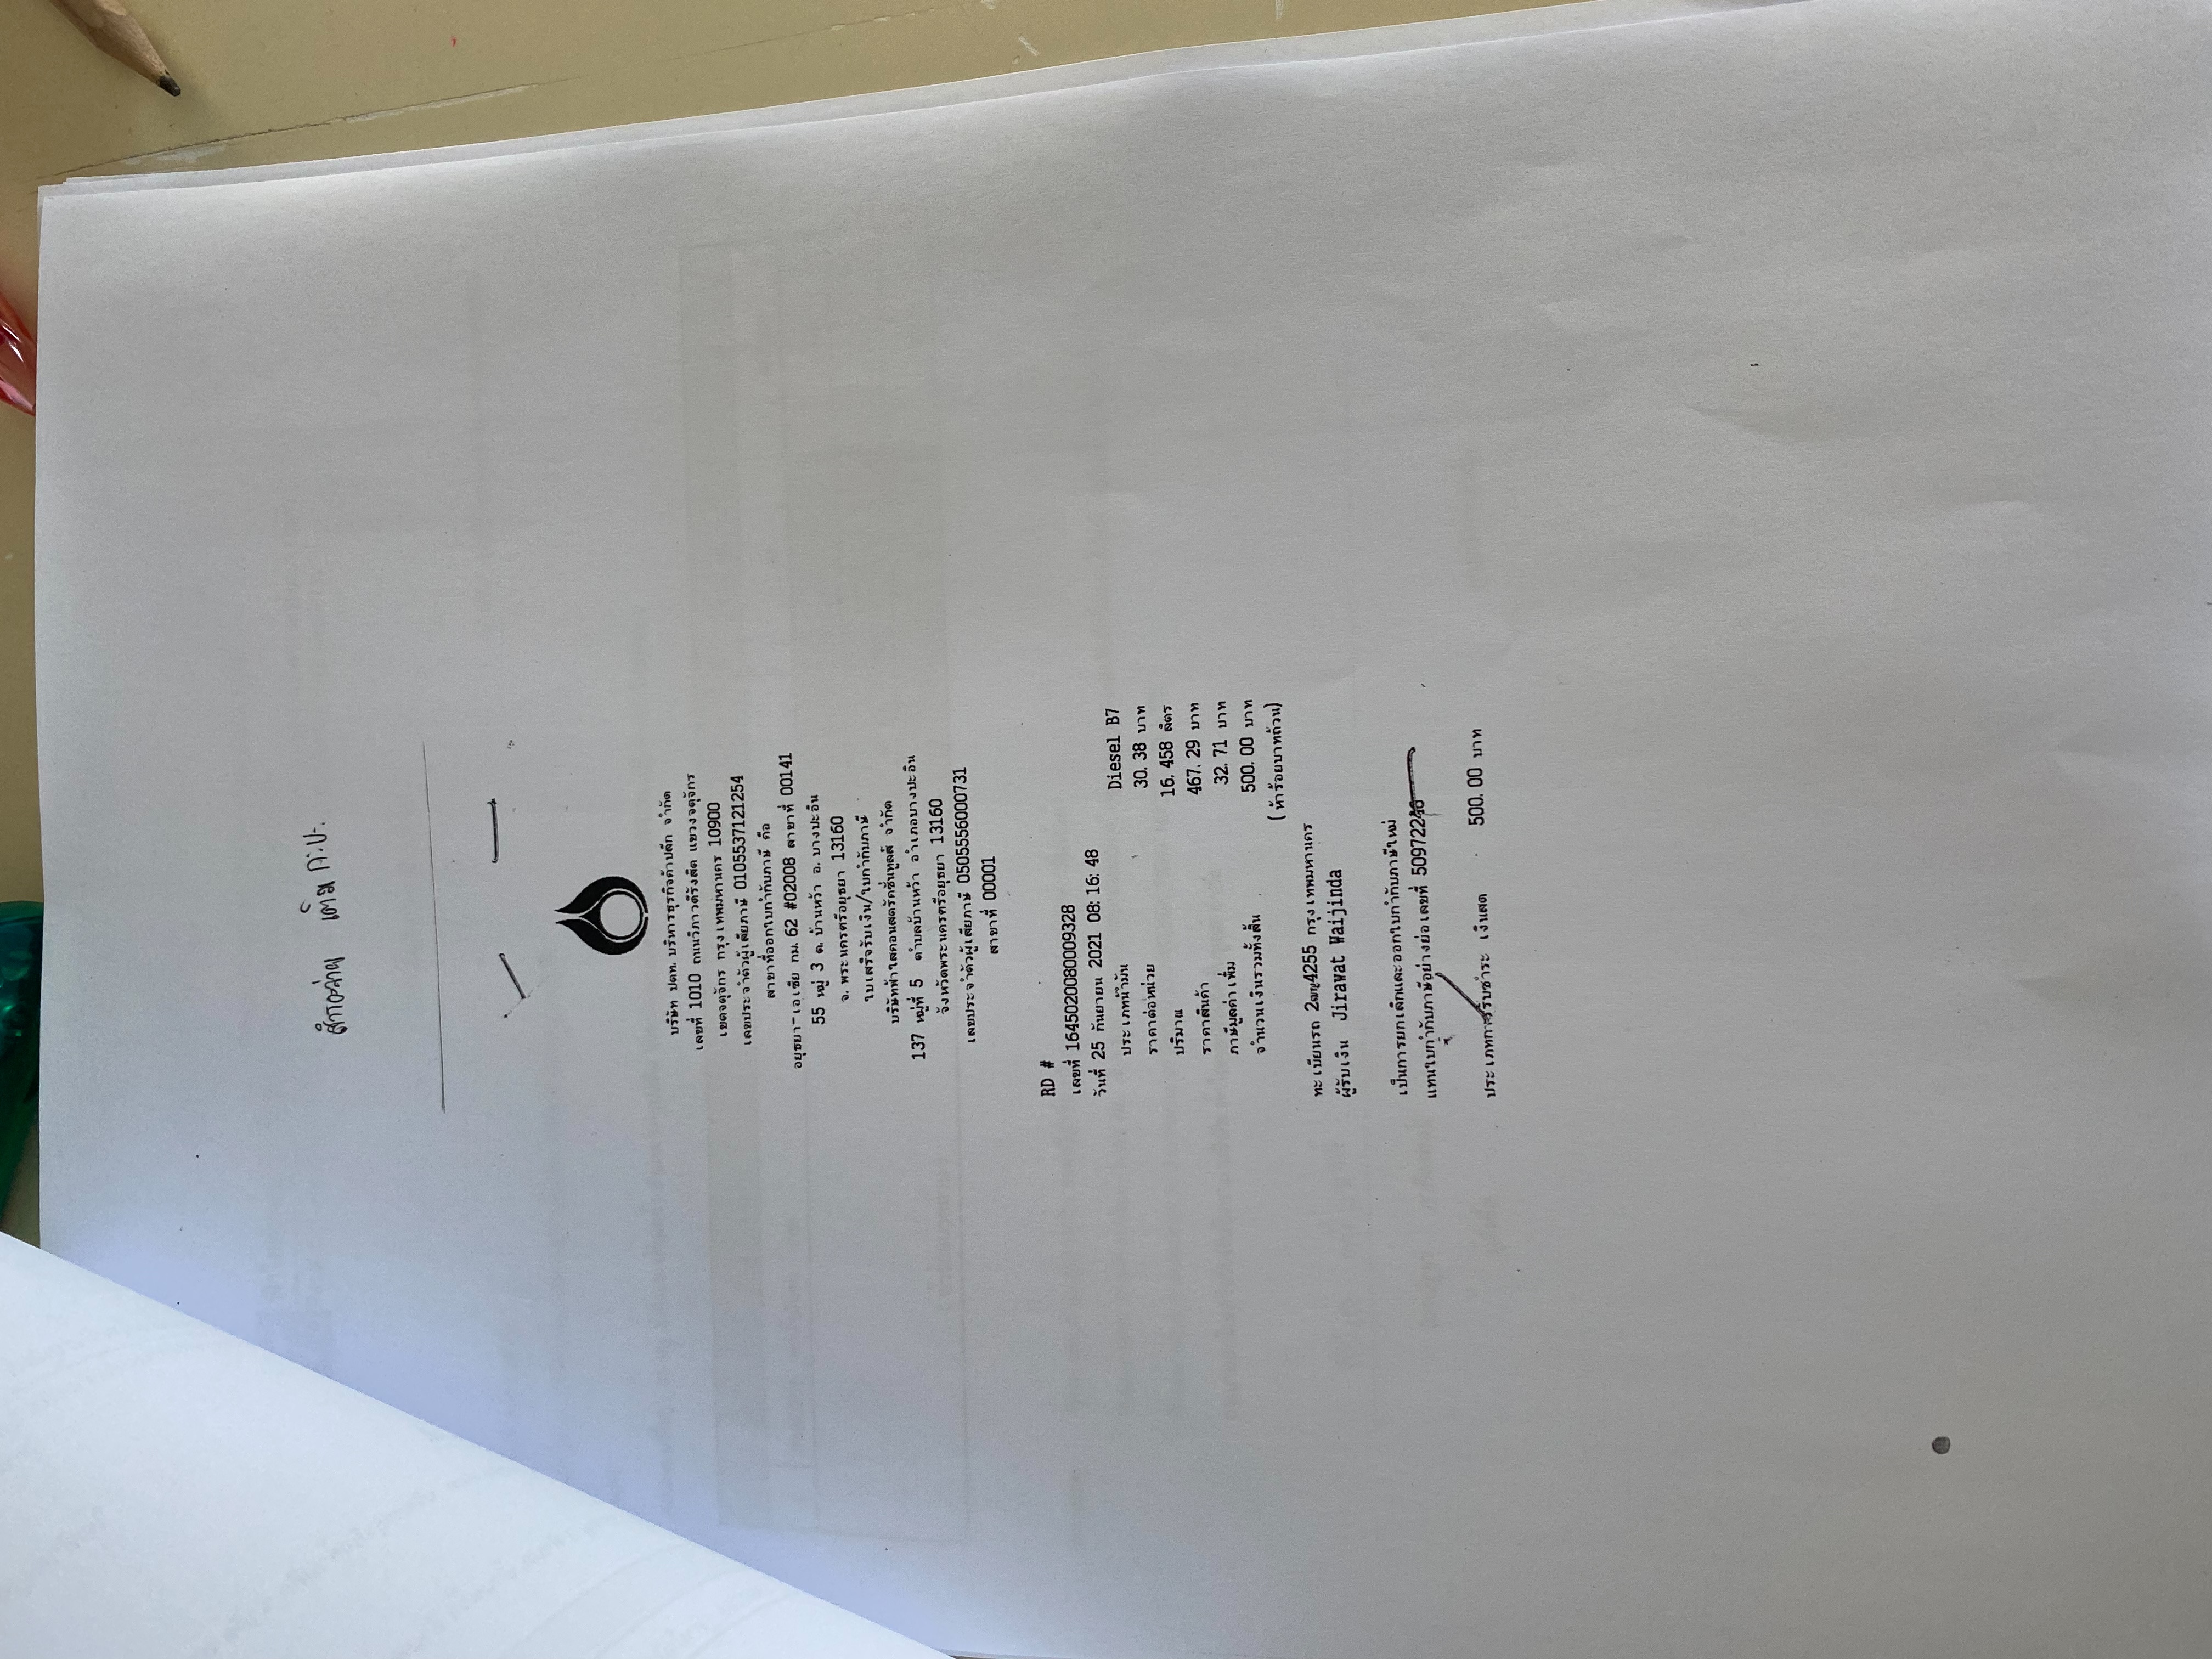 สำรองจ่าย เติม ก:ป:.
บริษัท ปตท. บริหารธุรกิจค้าปลีก จำกัด
เลขที่ 1010 ถนนวิภาวดีรังสิต แขวงจตุจักร
เขตจตุจักร กรุงเทพมหานคร 10900
เลขประจำตัวผู้เสียภาษี 0105537121254
สาขาที่ออกใบกำกับภาษี คือ
อยุธยา-เอเซีย กม. 62 #02008 สาขาที่ 00141
55 หมู่ 3 ต. บ้านหว้า อ. บางปะอิน
จ. พระนครศรีอยุธยา 13160
ใบเสร็จรับเงิน/ใบกำกับภาษี
บริษัทฟ้าใสคอนสตรัคชั่นทูลส์ จำกัด
137 หมู่ที่ 5 ตำบลบ้านหว้า อำเภอบางปะอิน
จังหวัดพระนครศรีอยุธยา 13160
เลขประจำตัวผู้เสียภาษี 0505556000731
สาขาที่ 00001
RD #
เลขที่ 1645020080009328
วันที่ 25 กันยายน 2021 08:16:48
ประเภทน้ำมัน Diesel B7
ราคาต่อหน่วย 30.38 บาท
ปริมาณ 16.458 ลิตร
ราคาสินค้า 467.29 บาท
ภาษีมูลค่าเพิ่ม 32.71 บาท
จำนวนเงินรวมทั้งสิ้น 500.00 บาท
(ห้าร้อยบาทถ้วน)
ทะเบียนรถ 2ฒญ4255 กรุงเทพมหานคร
ผู้รับเงิน Jirawat Waijinda
เป็นการยกเลิกและออกใบกำกับภาษีใหม่
แทนใบกำกับภาษีอย่างย่อเลขที่
ประเภทการรับชำระ เงินสด 500.00 บาท